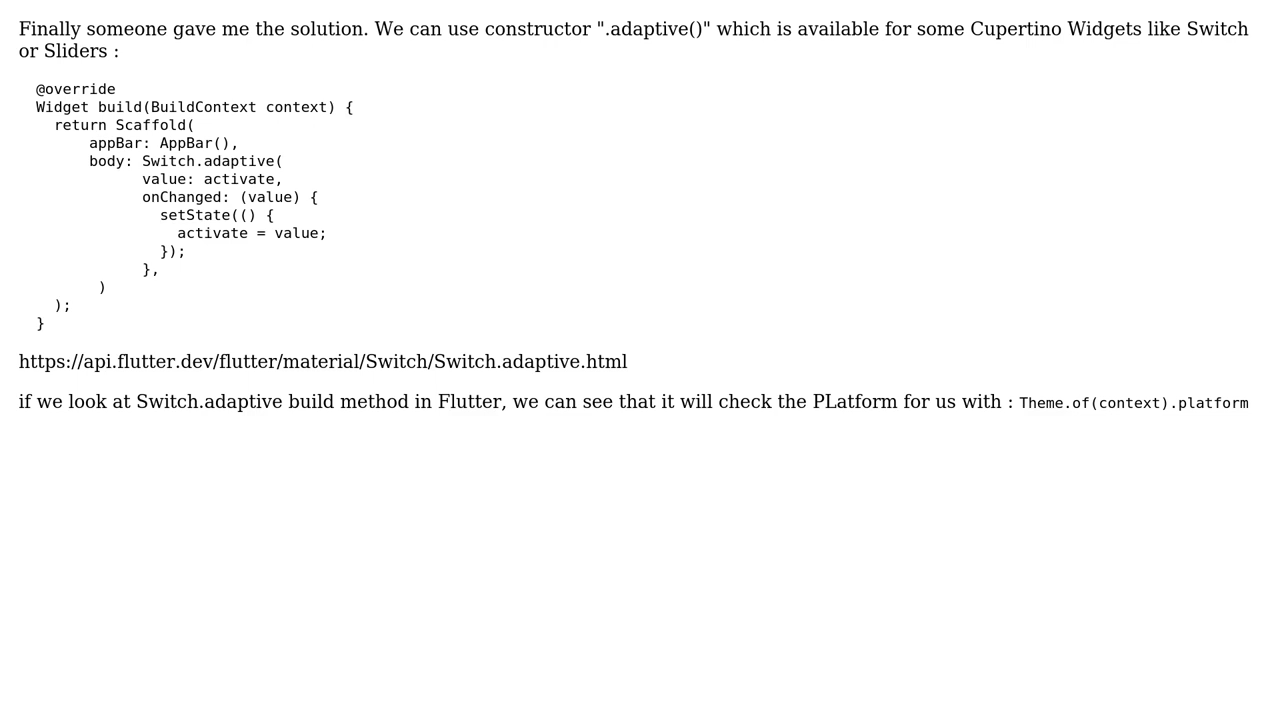 Finally someone gave me the solution. We can use constructor ".adaptive()" which is available for some Cupertino Widgets like Switch
or Sliders :
@override
Widget build(BuildContext context) {
return Scaffold(
appBar: AppBar(),
body: Switch.adaptive(
value: activate,
onChanged: (value) {
setState(() {
activate = value;
});
},
)
);
}
https://api.flutter.dev/flutter/material/Switch/Switch.adaptive.html
if we look at Switch.adaptive build method in Flutter, we can see that it will check the PLatform for us with : Theme.of(context).platform